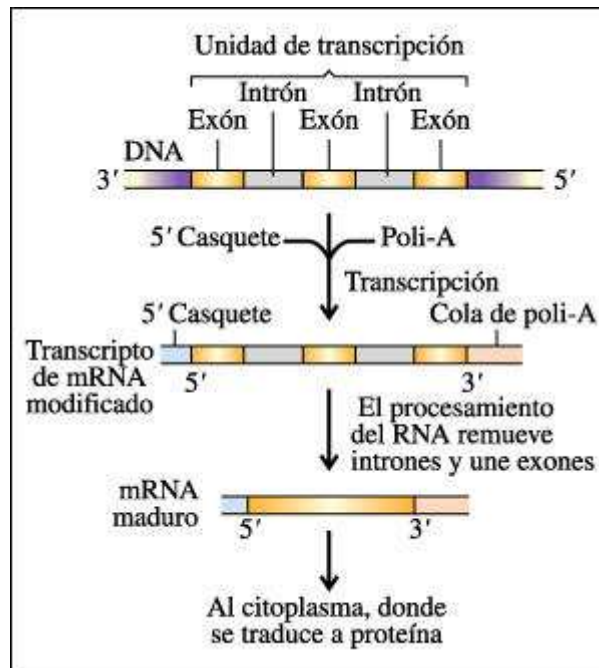 Unidad de transcripción
Intrón Intrón
Exón Exón Exón
DNA
3′ 5′
5′ Casquete Poli-A
Transcripción
5′ Casquete Cola de poli-A
Transcripto
de mRNA
modificado
5′ 3′
El procesamiento
del RNA remueve
intrones y une exones
mRNA
maduro
5′ 3′
Al citoplasma, donde
se traduce a proteína